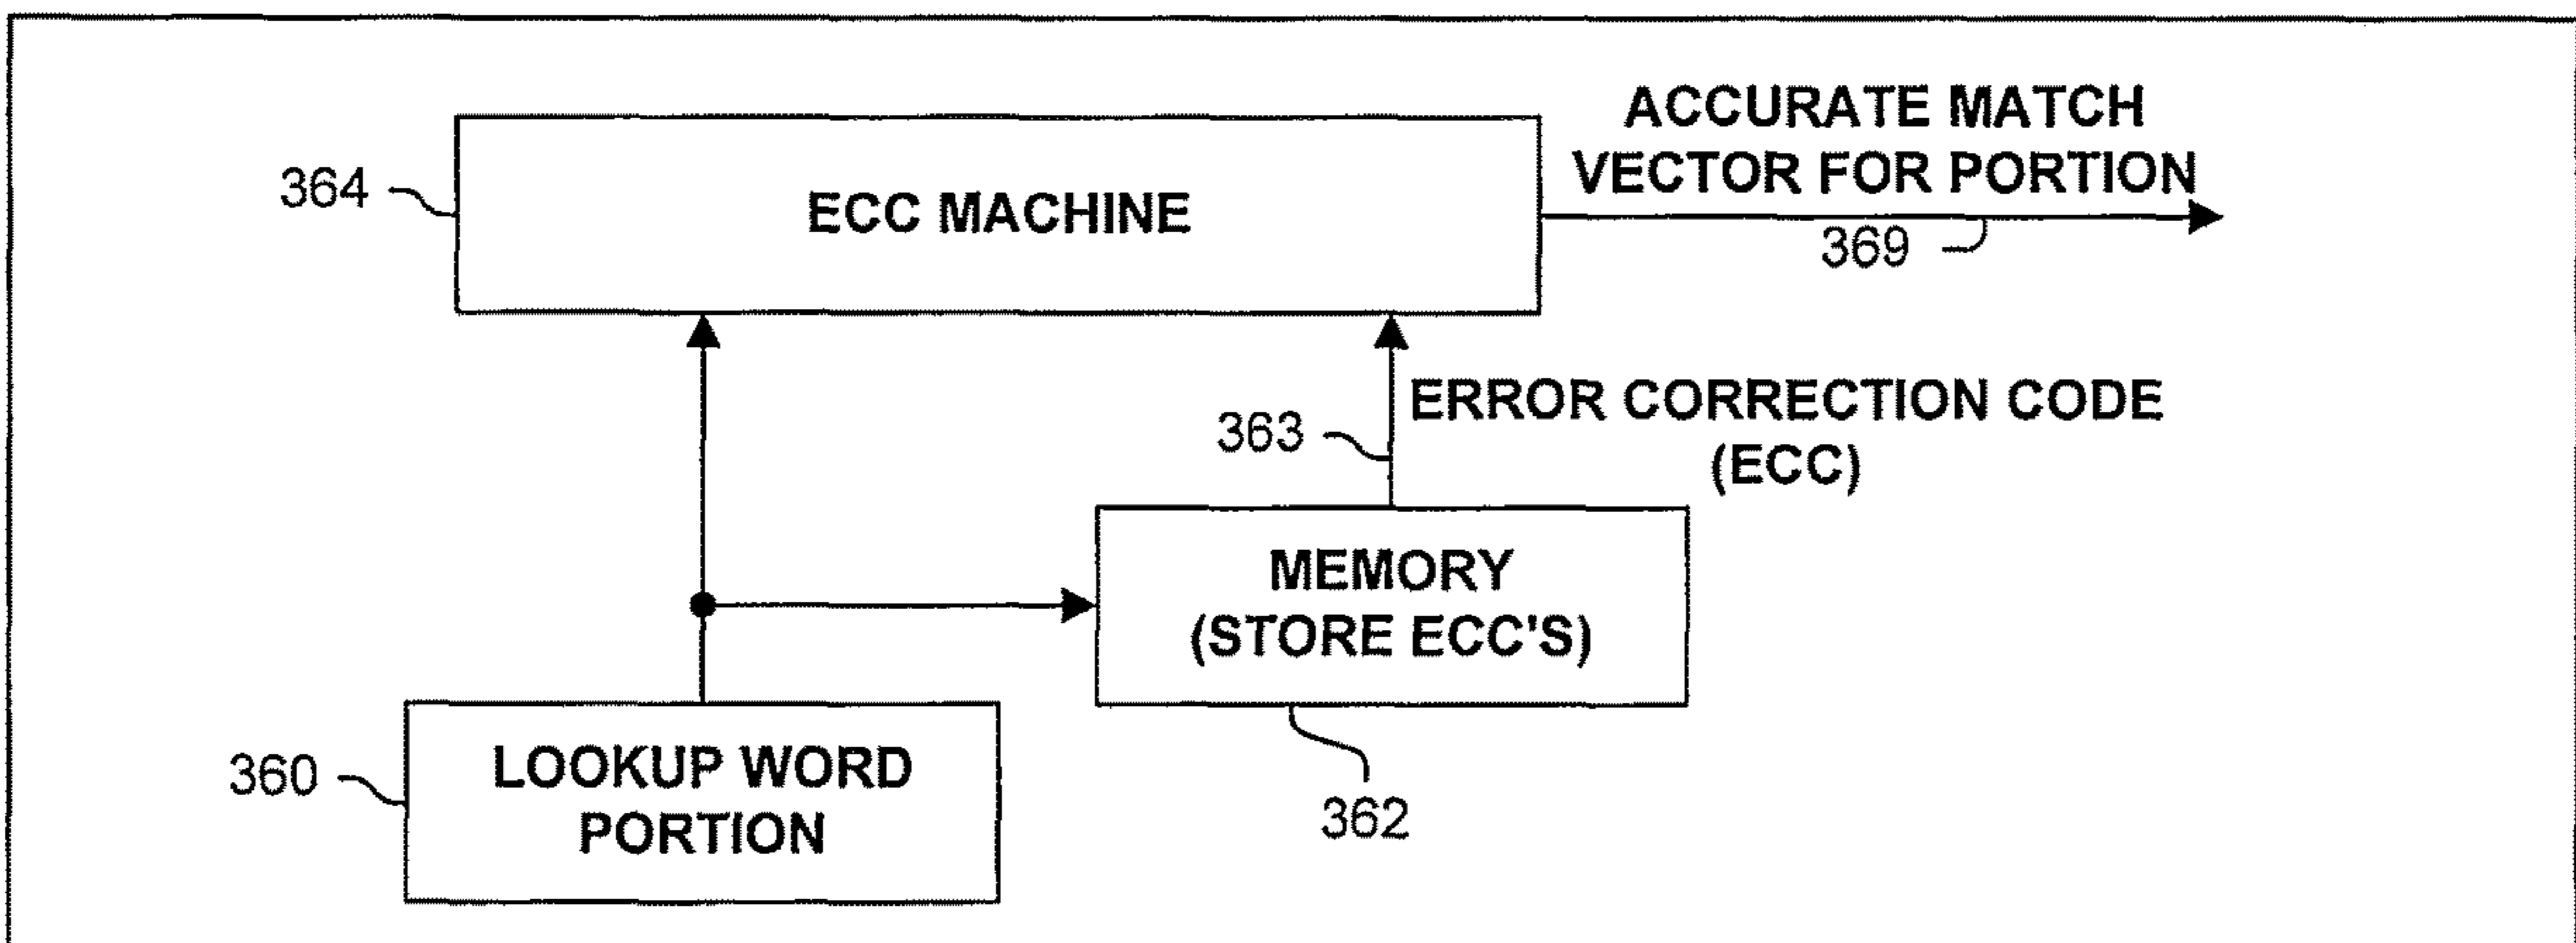 ACCURATE MATCH
VECTOR FOR PORTION
364
ECC MACHINE
369
ERROR CORRECTION CODE
(ECC)
363
MEMORY
(STORE ECC'S)
LOOKUP WORD
PORTION
360
362